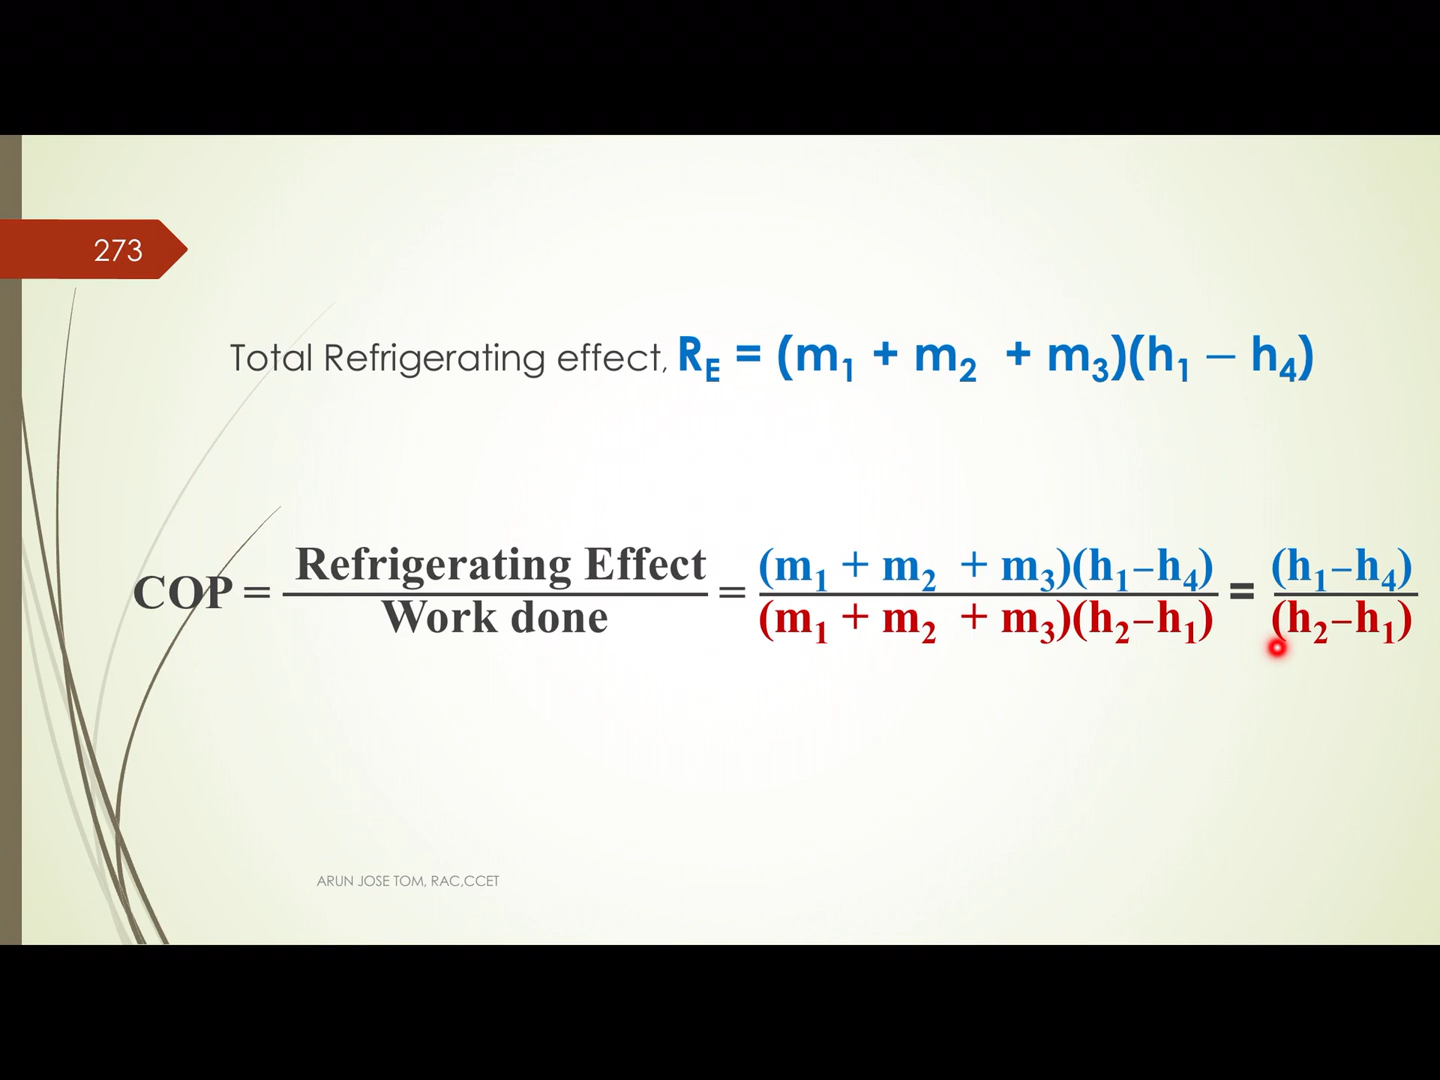 273
Total Refrigerating effect, R_E = (m₁ + m₂ + m₃)(h₁ – h₄)
COP = Refrigerating Effect / Work done = (m₁ + m₂ + m₃)(h₁–h₄) / (m₁ + m₂ + m₃)(h₂–h₁) = (h₁–h₄) / (h₂–h₁)
ARUN JOSE TOM, RAC,CCET